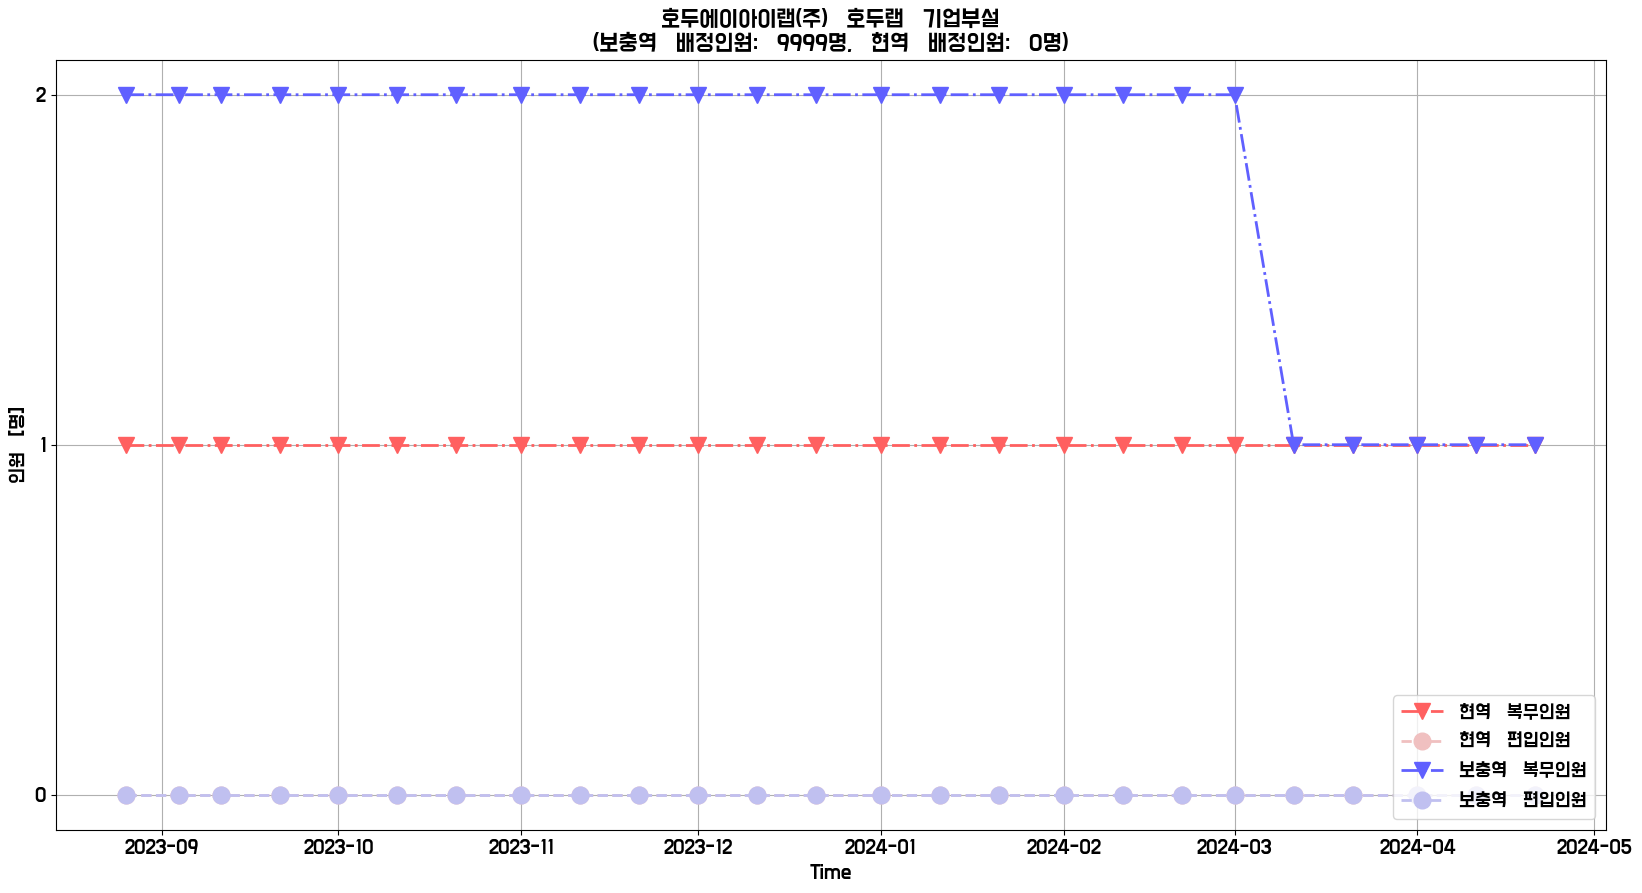 호두에이아이랩(주) 호두랩 기업부설
(보충역 배정인원: 9999명, 현역 배정인원: 0명)
2
1
0
인원 [명]
현역 복무인원
현역 편입인원
보충역 복무인원
보충역 편입인원
2023-09 2023-10 2023-11 2023-12 2024-01 2024-02 2024-03 2024-04 2024-05
Time